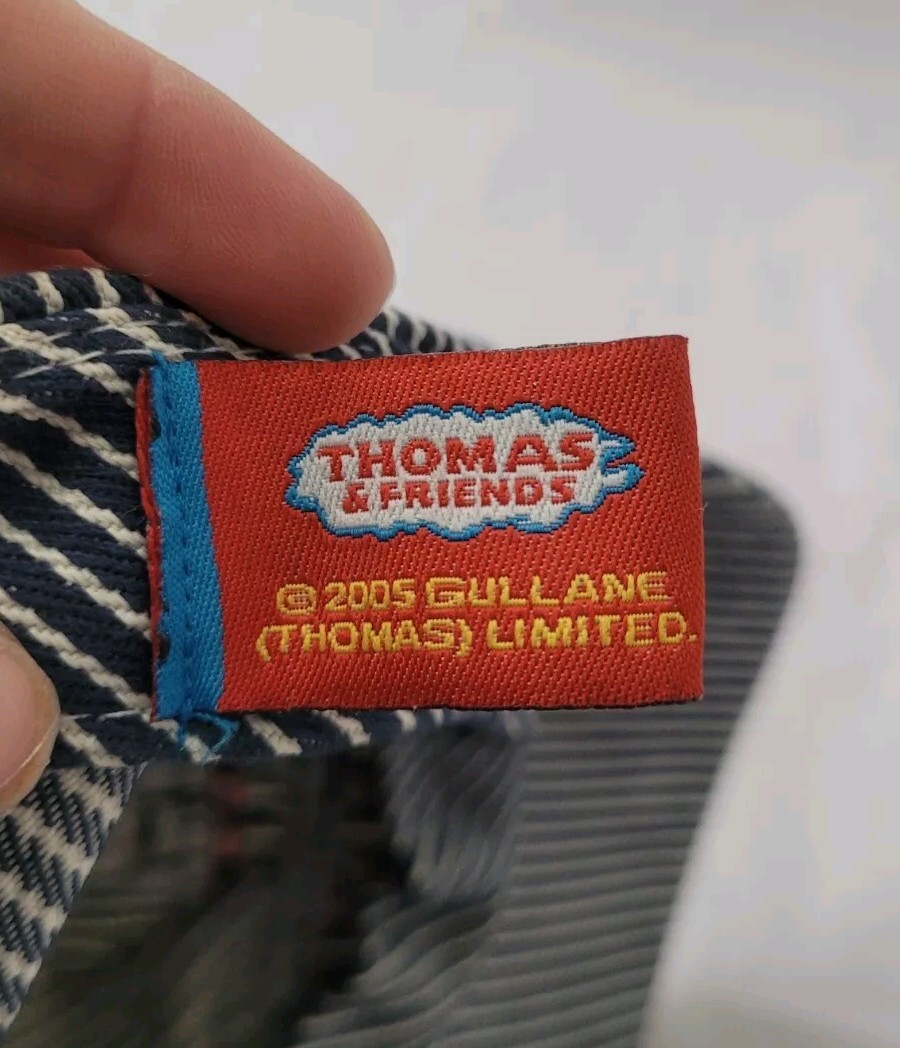 THOMAS
& FRIENDS
© 2005 GULLANE
(THOMAS) LIMITED.